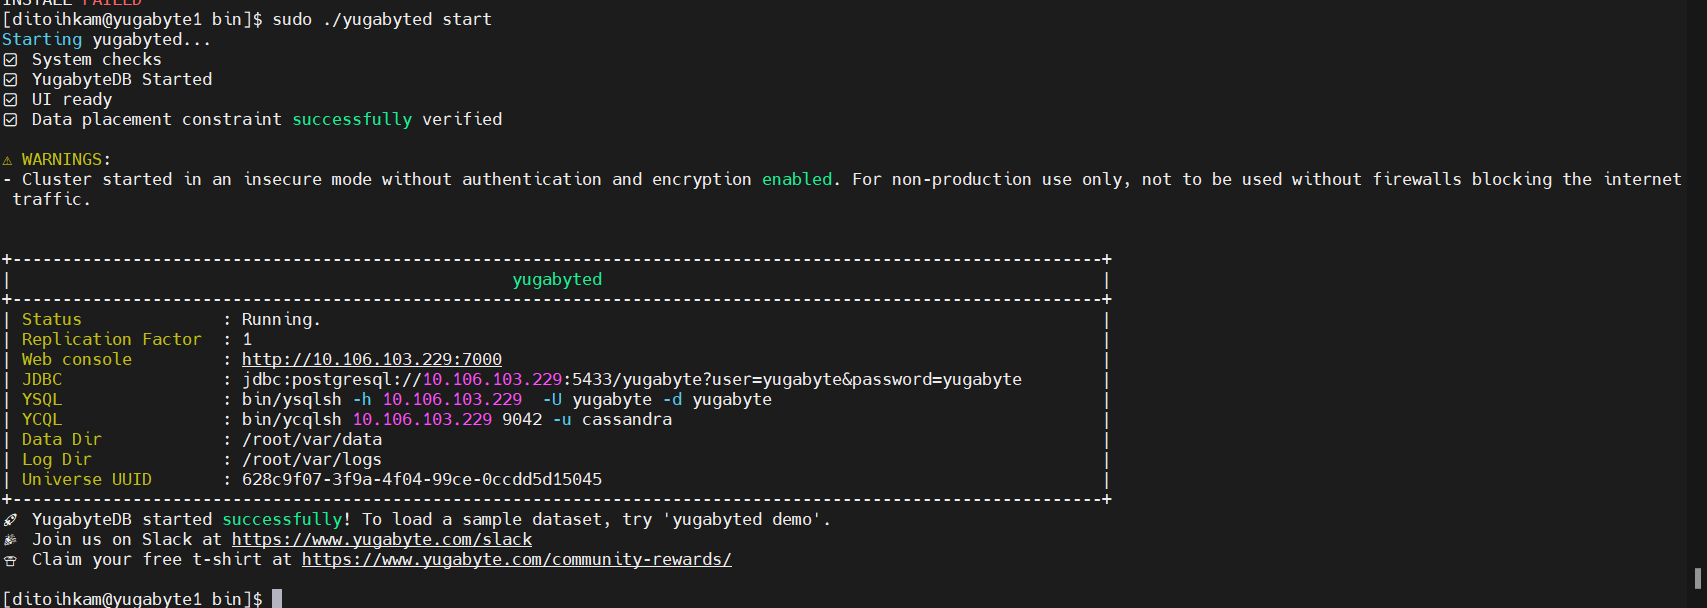 INSTALL FAILED
[ditoihkam@yugabyte1 bin]$ sudo ./yugabyted start
Starting yugabyted...
☑ System checks
☑ YugabyteDB Started
☑ UI ready
☑ Data placement constraint successfully verified
⚠ WARNINGS:
- Cluster started in an insecure mode without authentication and encryption enabled. For non-production use only, not to be used without firewalls blocking the internet
traffic.
+-------------------------------------------------------------------------------------------------------------+
| yugabyted |
+-------------------------------------------------------------------------------------------------------------+
| Status : Running. |
| Replication Factor : 1 |
| Web console : http://10.106.103.229:7000 |
| JDBC : jdbc:postgresql://10.106.103.229:5433/yugabyte?user=yugabyte&password=yugabyte |
| YSQL : bin/ysqlsh -h 10.106.103.229 -U yugabyte -d yugabyte |
| YCQL : bin/ycqlsh 10.106.103.229 9042 -u cassandra |
| Data Dir : /root/var/data |
| Log Dir : /root/var/logs |
| Universe UUID : 628c9f07-3f9a-4f04-99ce-0ccdd5d15045 |
+-------------------------------------------------------------------------------------------------------------+
🚀 YugabyteDB started successfully! To load a sample dataset, try 'yugabyted demo'.
🎉 Join us on Slack at https://www.yugabyte.com/slack
👕 Claim your free t-shirt at https://www.yugabyte.com/community-rewards/
[ditoihkam@yugabyte1 bin]$